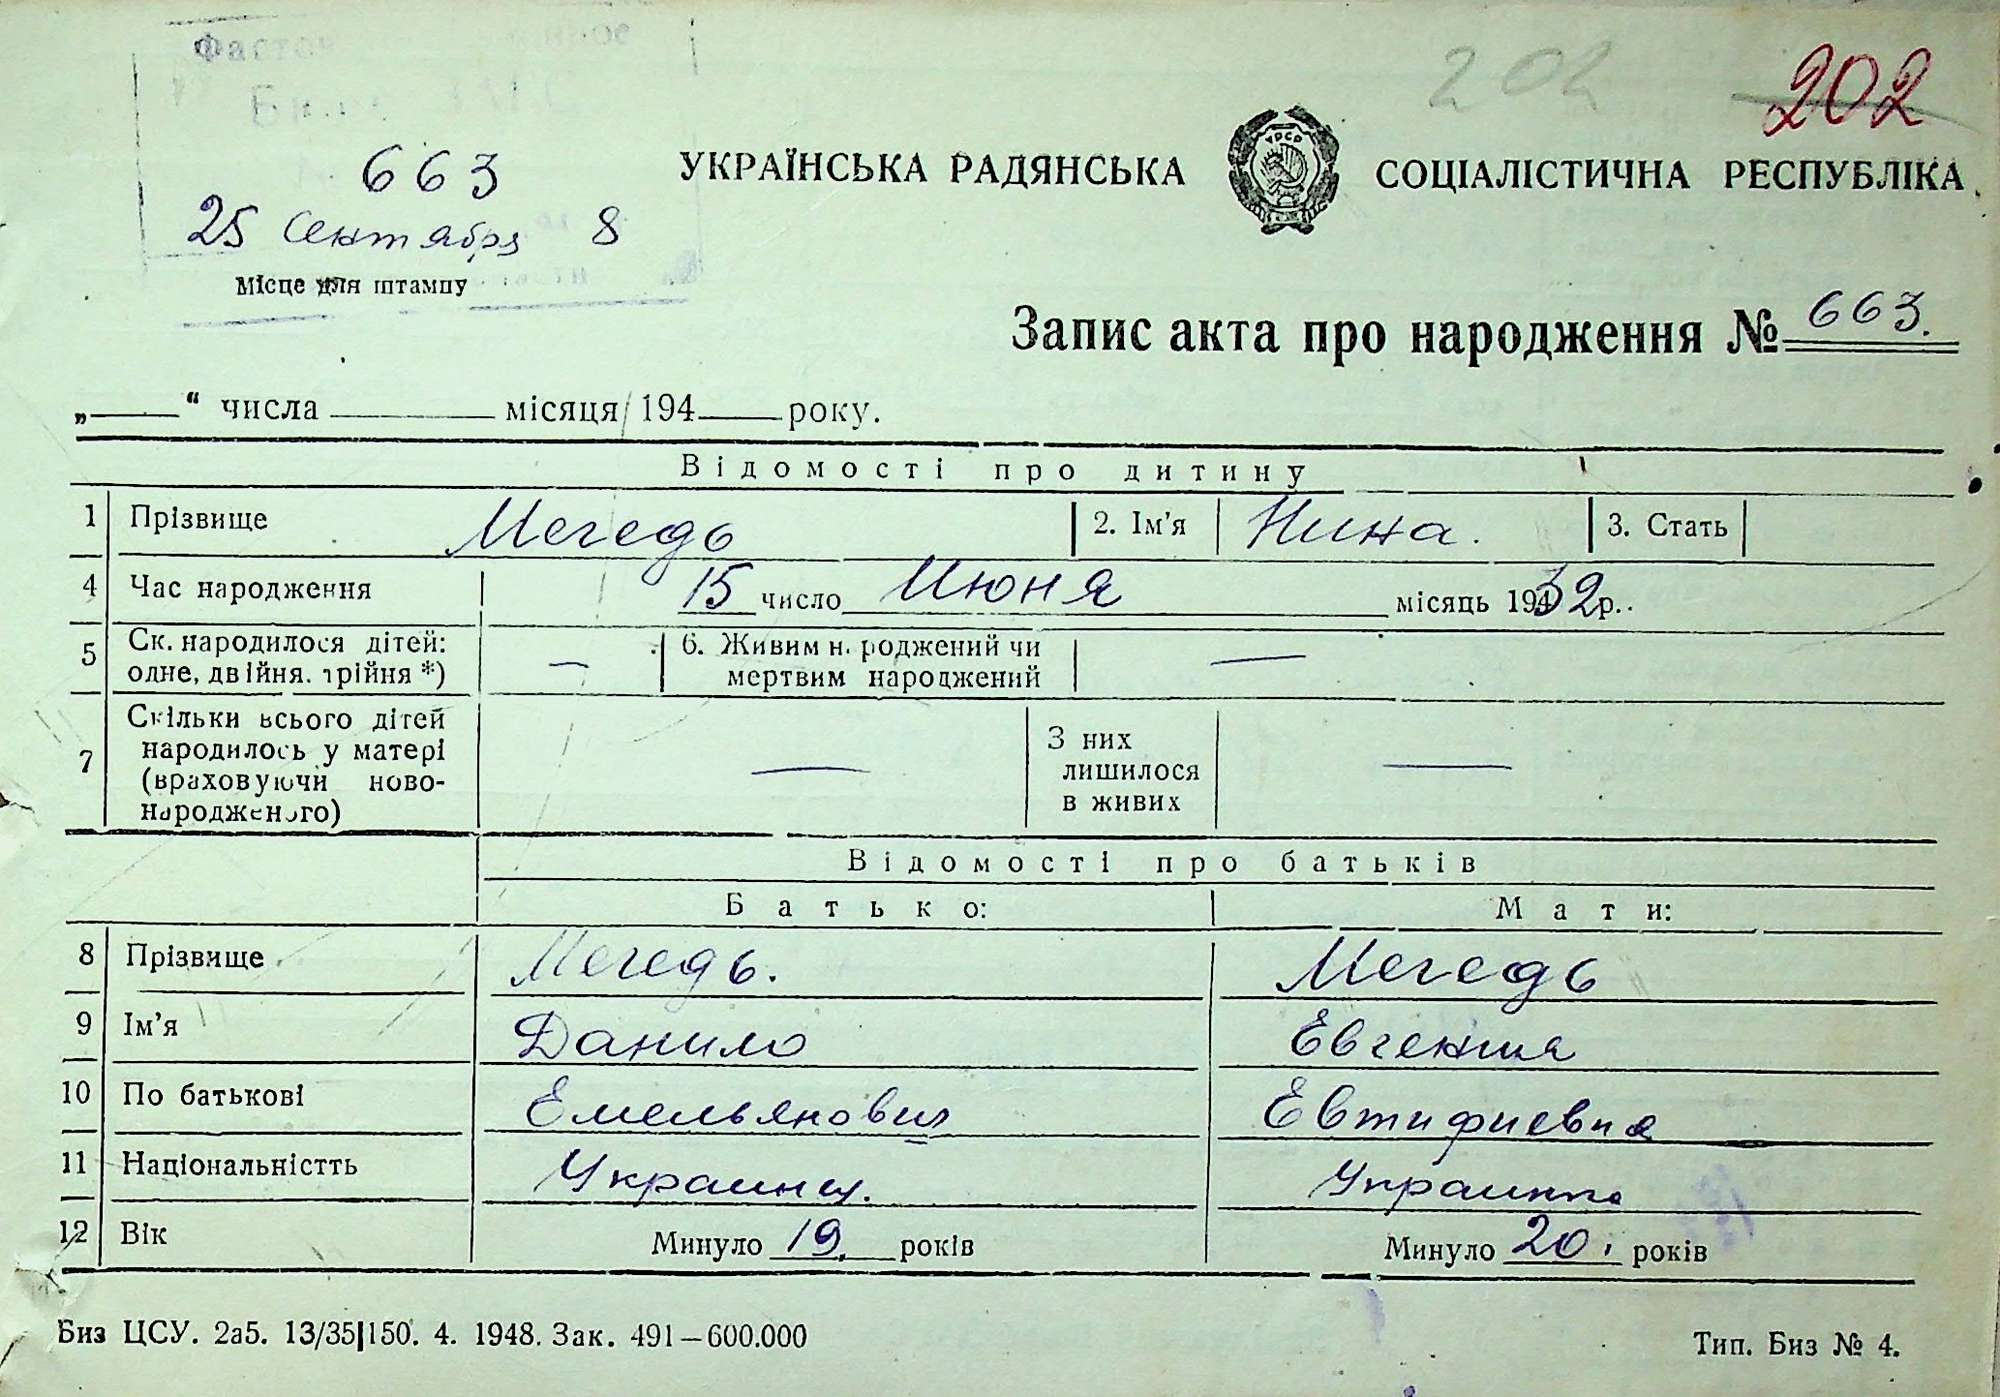 202 202
663
25 Сентября 8
Місце для штампу
УКРАЇНСЬКА РАДЯНСЬКА СОЦІАЛІСТИЧНА РЕСПУБЛІКА
УРСР
Запис акта про народження № 663.
„ “ числа місяця 194 року.
Відомості про дитину
1 Прізвище Мегедь 2. Ім'я Нина. 3. Стать
4 Час народження 15 число Июня місяць 1932р.
5 Ск. народилося дітей: одне, двійня, трійня *) — 6. Живим народжений чи мертвим народжений —
7 Скільки всього дітей народилось у матері (враховуючи новонародженого) — З них лишилося в живих —
Відомості про батьків
Батько: Мати:
8 Прізвище Мегедь. Мегедь
9 Ім'я Данило Евгения
10 По батькові Емельянович Евтифиевна
11 Національністть Украинц. Украинка
12 Вік Минуло 19. років Минуло 20. років
Биз ЦСУ. 2а5. 13/35|150. 4. 1948. Зак. 491—600.000 Тип. Биз № 4.